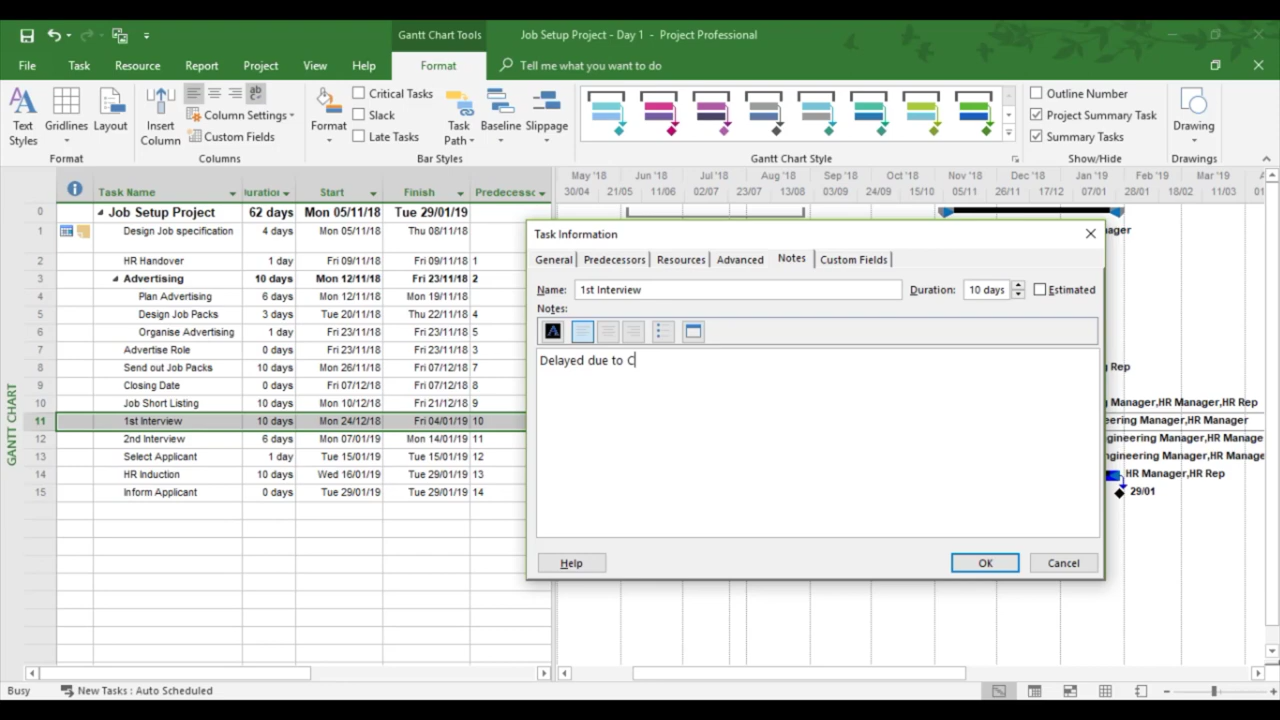 Gantt Chart Tools
Job Setup Project - Day 1 - Project Professional
File Task Resource Report Project View Help Format Tell me what you want to do
Text Styles
Gridlines
Layout
Format
Insert Column
Column Settings
Custom Fields
Columns
Format
Critical Tasks
Slack
Late Tasks
Task Path
Baseline
Slippage
Bar Styles
Gantt Chart Style
Outline Number
Project Summary Task
Summary Tasks
Show/Hide
Drawing
Drawings
Task Name uration Start Finish Predecessc
May '18 Jun '18 Jul '18 Aug '18 Sep '18 Oct '18 Nov '18 Dec '18 Jan '19 Feb '19 Mar '19 A
30/04 21/05 11/06 02/07 23/07 13/08 03/09 24/09 15/10 05/11 26/11 17/12 07/01 28/01 18/02 11/03 01
0 Job Setup Project 62 days Mon 05/11/18 Tue 29/01/19
1 Design Job specification 4 days Mon 05/11/18 Thu 08/11/18
2 HR Handover 1 day Fri 09/11/18 Fri 09/11/18 1
3 Advertising 10 days Mon 12/11/18 Fri 23/11/18 2
4 Plan Advertising 6 days Mon 12/11/18 Mon 19/11/18
5 Design Job Packs 3 days Tue 20/11/18 Thu 22/11/18 4
6 Organise Advertising 1 day Fri 23/11/18 Fri 23/11/18 5
7 Advertise Role 0 days Fri 23/11/18 Fri 23/11/18 3
8 Send out Job Packs 10 days Mon 26/11/18 Fri 07/12/18 7
9 Closing Date 0 days Fri 07/12/18 Fri 07/12/18 8
10 Job Short Listing 10 days Mon 10/12/18 Fri 21/12/18 9
11 1st Interview 10 days Mon 24/12/18 Fri 04/01/19 10
12 2nd Interview 6 days Mon 07/01/19 Mon 14/01/19 11
13 Select Applicant 1 day Tue 15/01/19 Tue 15/01/19 12
14 HR Induction 10 days Wed 16/01/19 Tue 29/01/19 13
15 Inform Applicant 0 days Tue 29/01/19 Tue 29/01/19 14
GANTT CHART
Task Information
General Predecessors Resources Advanced Notes Custom Fields
Name: 1st Interview Duration: 10 days Estimated
Notes:
Delayed due to C
Help OK Cancel
ager
Rep
Manager,HR Manager,HR Rep
ering Manager,HR Manager
gineering Manager,HR Manage
ngineering Manager,HR Manage
HR Manager,HR Rep
29/01
Busy New Tasks : Auto Scheduled